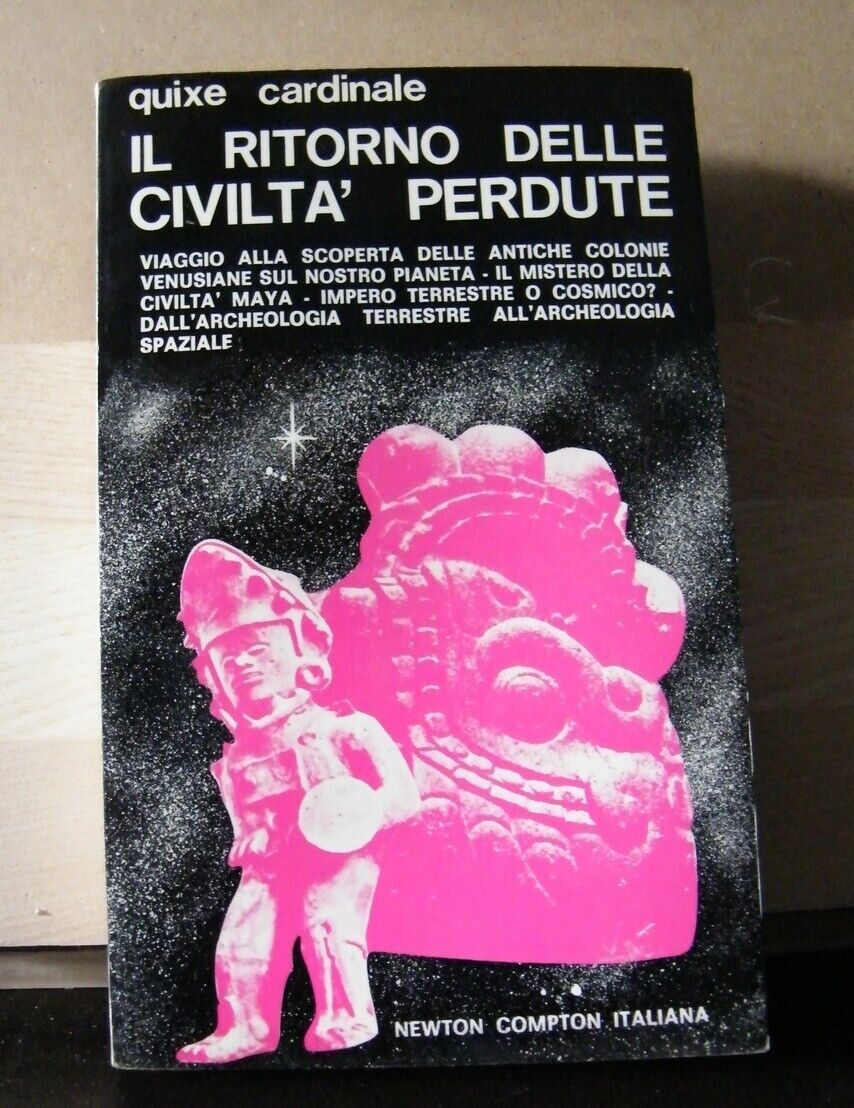 quixe cardinale
IL RITORNO DELLE
CIVILTA' PERDUTE
VIAGGIO ALLA SCOPERTA DELLE ANTICHE COLONIE
VENUSIANE SUL NOSTRO PIANETA - IL MISTERO DELLA
CIVILTA' MAYA - IMPERO TERRESTRE O COSMICO? -
DALL'ARCHEOLOGIA TERRESTRE ALL'ARCHEOLOGIA
SPAZIALE
NEWTON COMPTON ITALIANA